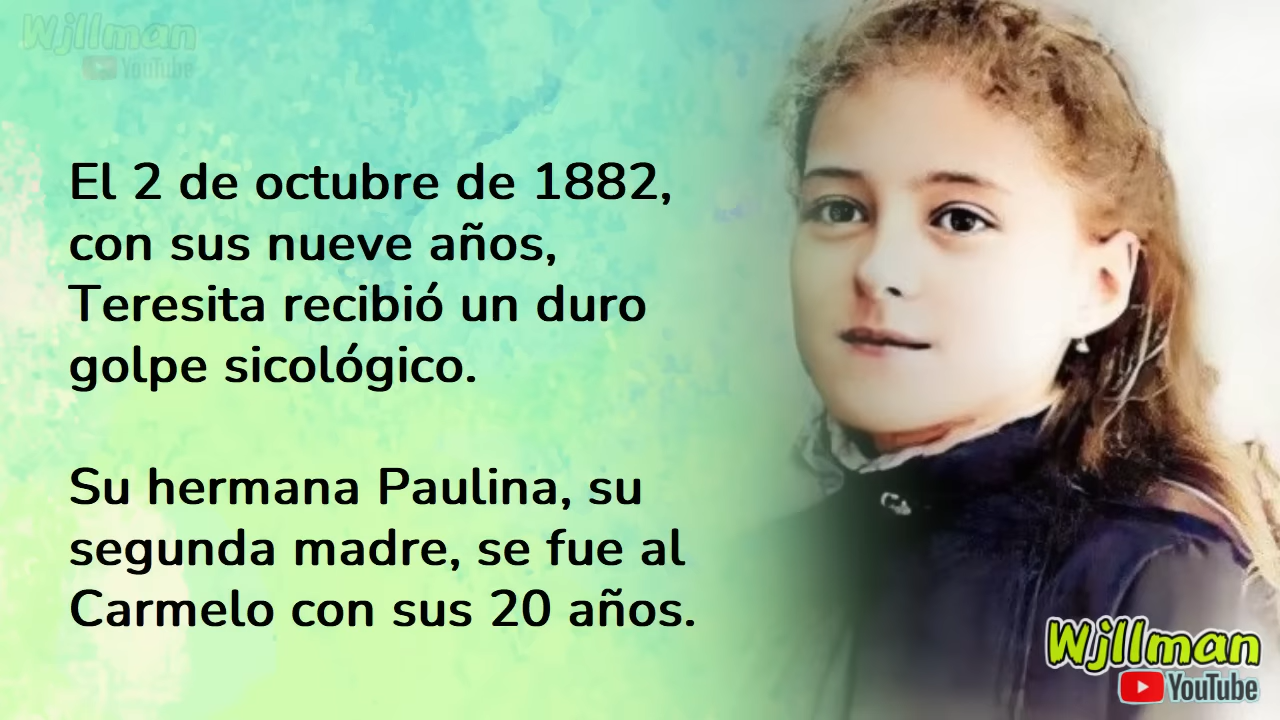 Wjllman
YouTube
El 2 de octubre de 1882,
con sus nueve años,
Teresita recibió un duro
golpe sicológico.
Su hermana Paulina, su
segunda madre, se fue al
Carmelo con sus 20 años.
Wjllman
YouTube